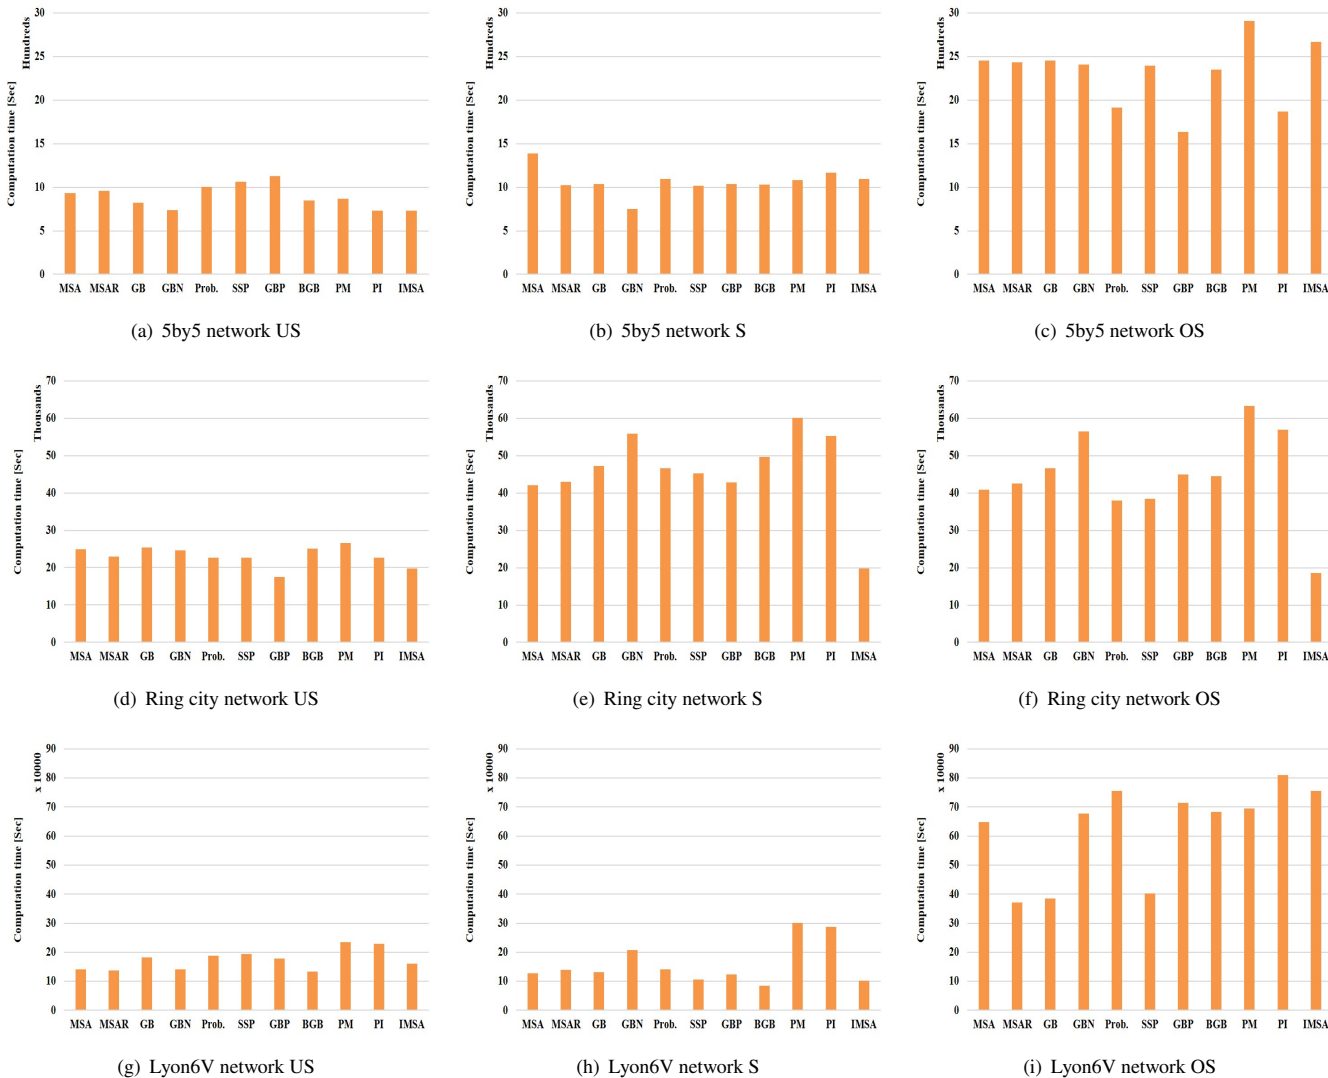 Computation time [Sec]
Hundreds
30
25
20
15
10
5
0
MSA MSAR GB GBN Prob. SSP GBP BGB PM PI IMSA
(a) 5by5 network US
Computation time [Sec]
Hundreds
30
25
20
15
10
5
0
MSA MSAR GB GBN Prob. SSP GBP BGB PM PI IMSA
(b) 5by5 network S
Computation time [Sec]
Hundreds
30
25
20
15
10
5
0
MSA MSAR GB GBN Prob. SSP GBP BGB PM PI IMSA
(c) 5by5 network OS
Computation time [Sec]
Thousands
70
60
50
40
30
20
10
0
MSA MSAR GB GBN Prob. SSP GBP BGB PM PI IMSA
(d) Ring city network US
Computation time [Sec]
Thousands
70
60
50
40
30
20
10
0
MSA MSAR GB GBN Prob. SSP GBP BGB PM PI IMSA
(e) Ring city network S
Computation time [Sec]
Thousands
70
60
50
40
30
20
10
0
MSA MSAR GB GBN Prob. SSP GBP BGB PM PI IMSA
(f) Ring city network OS
Computation time [Sec]
x 10000
90
80
70
60
50
40
30
20
10
0
MSA MSAR GB GBN Prob. SSP GBP BGB PM PI IMSA
(g) Lyon6V network US
Computation time [Sec]
x 10000
90
80
70
60
50
40
30
20
10
0
MSA MSAR GB GBN Prob. SSP GBP BGB PM PI IMSA
(h) Lyon6V network S
Computation time [Sec]
x 10000
90
80
70
60
50
40
30
20
10
0
MSA MSAR GB GBN Prob. SSP GBP BGB PM PI IMSA
(i) Lyon6V network OS